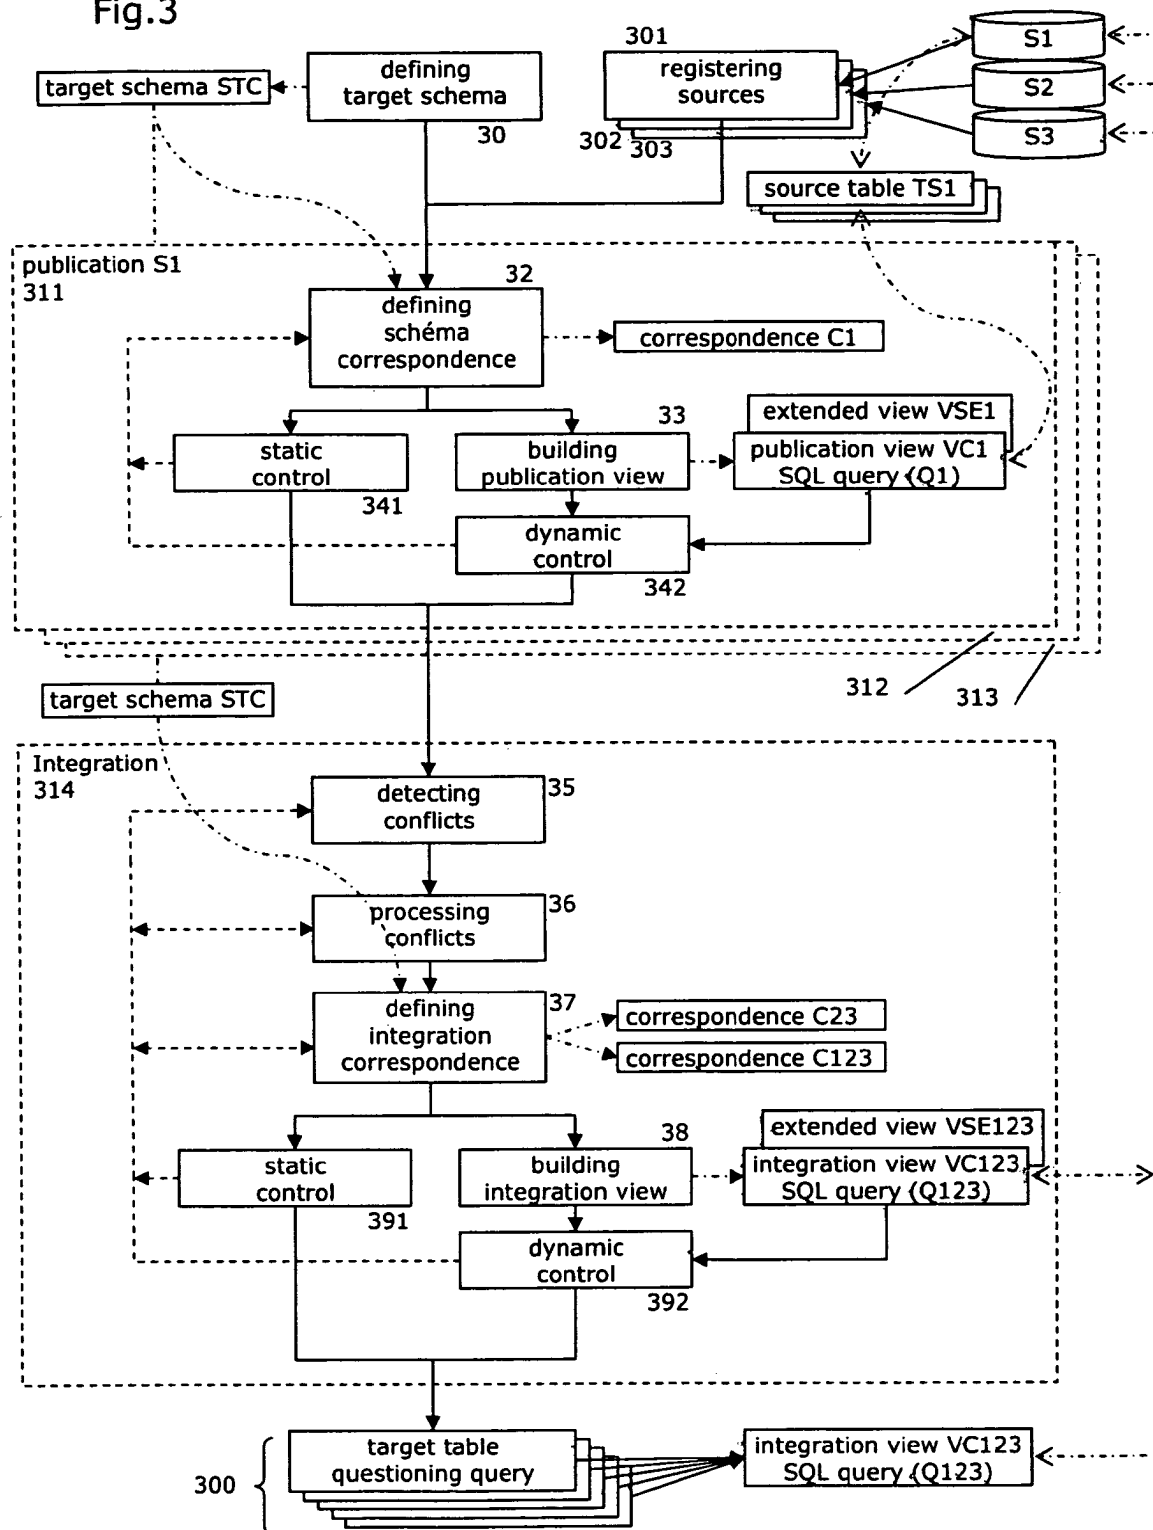 Fig.3
301
S1
defining
target schema
registering
sources
target schema STC
S2
30
302
303
S3
source table TS1
publication S1
311
32
defining
schéma
correspondence
correspondence C1
33
extended view VSE1
static
control
building
publication view
publication view VC1
SQL query (Q1)
341
dynamic
control
342
312
313
target schema STC
Integration
314
35
detecting
conflicts
36
processing
conflicts
37
defining
integration
correspondence
correspondence C23
correspondence C123
38
extended view VSE123
static
control
building
integration view
integration view VC123
SQL query (Q123)
391
dynamic
control
392
target table
questioning query
integration view VC123
SQL query (Q123)
300